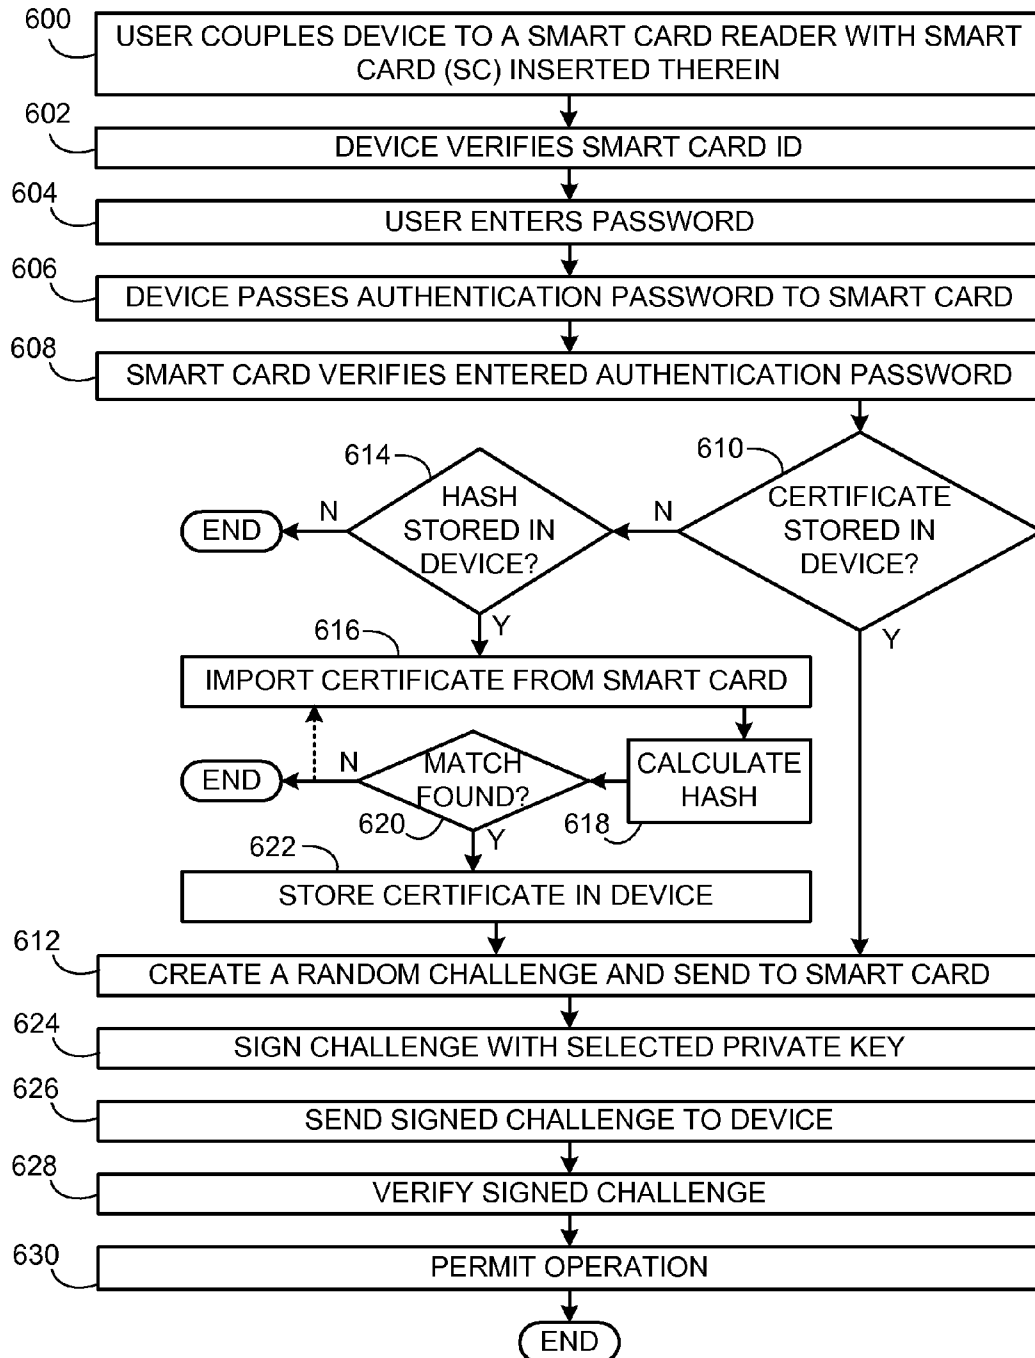 600
USER COUPLES DEVICE TO A SMART CARD READER WITH SMART
CARD (SC) INSERTED THEREIN
602
DEVICE VERIFIES SMART CARD ID
604
USER ENTERS PASSWORD
606
DEVICE PASSES AUTHENTICATION PASSWORD TO SMART CARD
608
SMART CARD VERIFIES ENTERED AUTHENTICATION PASSWORD
614
HASH
STORED IN
DEVICE?
N
END
610
CERTIFICATE
STORED IN
DEVICE?
N
Y
Y
616
IMPORT CERTIFICATE FROM SMART CARD
END
N
MATCH
FOUND?
620
Y
CALCULATE
HASH
618
622
STORE CERTIFICATE IN DEVICE
612
CREATE A RANDOM CHALLENGE AND SEND TO SMART CARD
624
SIGN CHALLENGE WITH SELECTED PRIVATE KEY
626
SEND SIGNED CHALLENGE TO DEVICE
628
VERIFY SIGNED CHALLENGE
630
PERMIT OPERATION
END